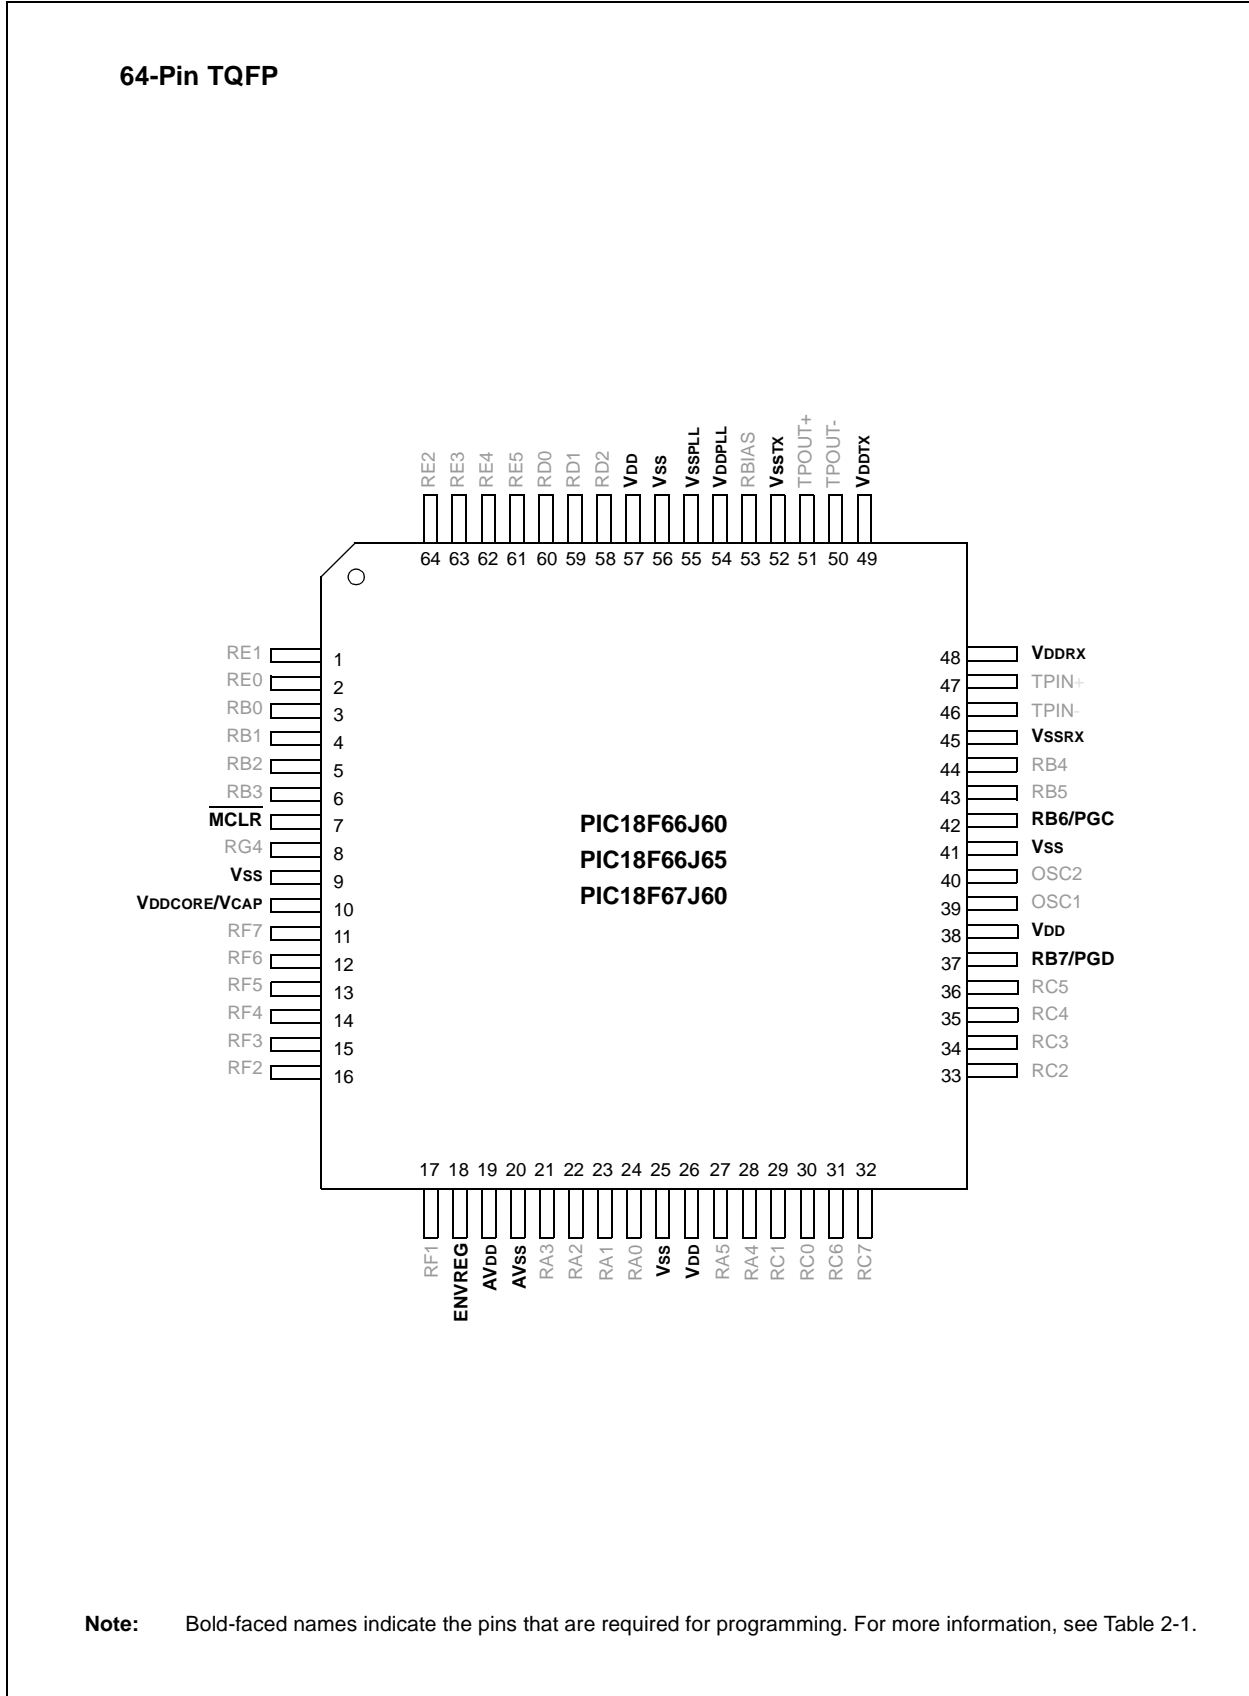 64-Pin TQFP
RE2
RE3
RE4
RE5
RD0
RD1
RD2
VDD
VSS
VSSPLL
VDDPLL
RBIAS
VSSTX
TPOUT+
TPOUT-
VDDTX
64 63 62 61 60 59 58 57 56 55 54 53 52 51 50 49
RE1 1
RE0 2
RB0 3
RB1 4
RB2 5
RB3 6
MCLR 7
RG4 8
VSS 9
VDDCORE/VCAP 10
RF7 11
RF6 12
RF5 13
RF4 14
RF3 15
RF2 16
PIC18F66J60
PIC18F66J65
PIC18F67J60
48 VDDRX
47 TPIN+
46 TPIN-
45 VSSRX
44 RB4
43 RB5
42 RB6/PGC
41 VSS
40 OSC2
39 OSC1
38 VDD
37 RB7/PGD
36 RC5
35 RC4
34 RC3
33 RC2
17 18 19 20 21 22 23 24 25 26 27 28 29 30 31 32
RF1
ENVREG
AVDD
AVSS
RA3
RA2
RA1
RA0
VSS
VDD
RA5
RA4
RC1
RC0
RC6
RC7
Note: Bold-faced names indicate the pins that are required for programming. For more information, see Table 2-1.